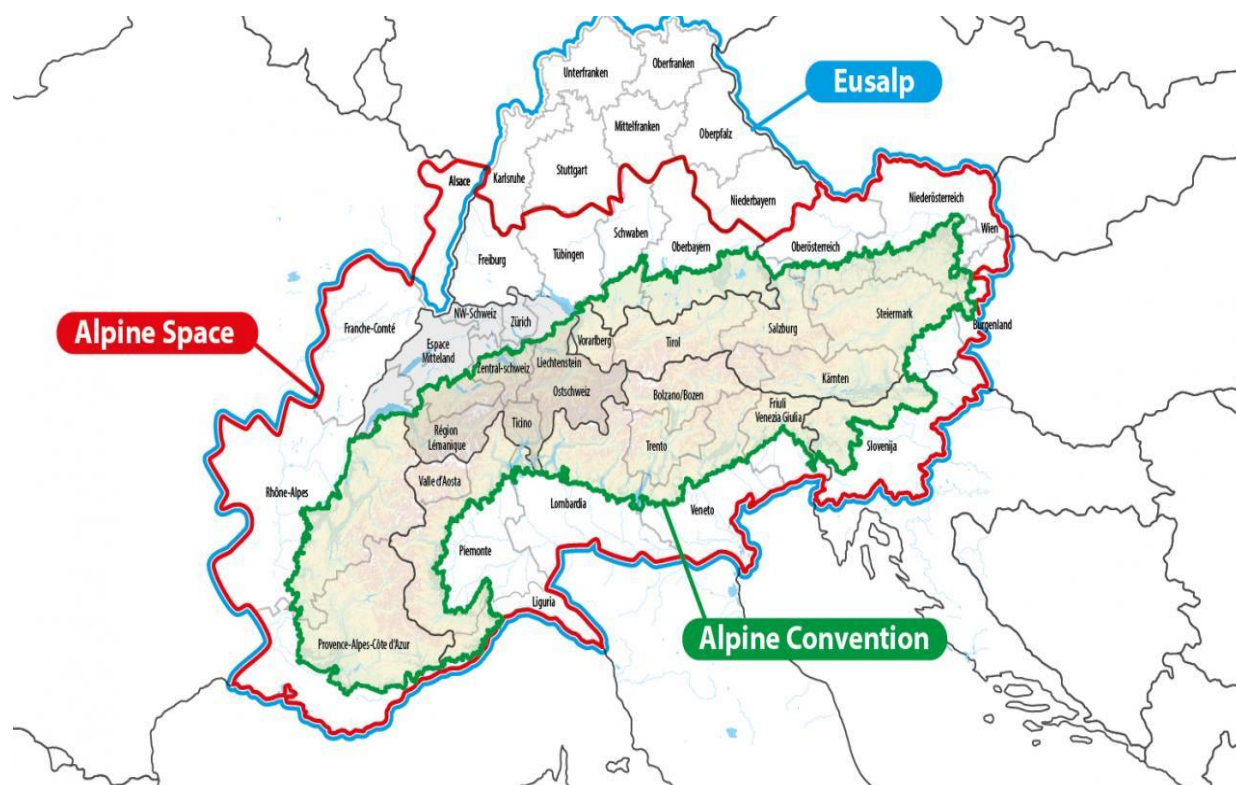 Oberfranken
Unterfranken
Eusalp
Mittelfranken
Oberpfalz
Alsace
Karlsruhe
Stuttgart
Niederösterreich
Niederbayern
Wien
Schwaben
Oberbayern
Oberösterreich
Tübingen
Freiburg
NW-Schweiz
Zürich
Franche-Comté
Alpine Space
Steiermark
Burgenland
Salzburg
Vorarlberg
Tirol
Espace
Mitteland
Zentral-schweiz
Liechtenstein
Kärnten
Ostschweiz
Bolzano/Bozen
Friuli
Venezia Giulia
Ticino
Région
Lémanique
Trento
Slovenija
Valle d'Aosta
Rhône-Alpes
Lombardia
Veneto
Piemonte
Liguria
Alpine Convention
Provence-Alpes-Côte d'Azur